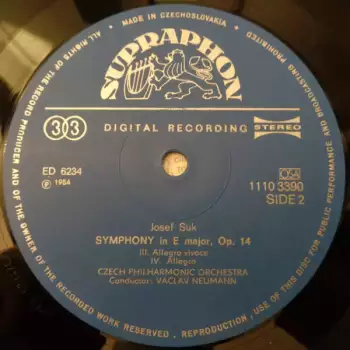 MADE IN CZECHOSLOVAKIA
ALL RIGHTS OF THE RECORD PRODUCER AND OF THE OWNER OF THE RECORDED WORK RESERVED. REPRODUCTION. USE OF THIS DISC FOR PUBLIC PERFORMANCE AND BROADCASTING PROHIBITED
SUPRAPHON
33 DIGITAL RECORDING STEREO
ED 6234 OSA
℗ 1984 1110 3390
SIDE 2
Josef Suk
SYMPHONY in E major, Op. 14
III. Allegro vivace
IV. Allegro
CZECH PHILHARMONIC ORCHESTRA
Conductor: VÁCLAV NEUMANN